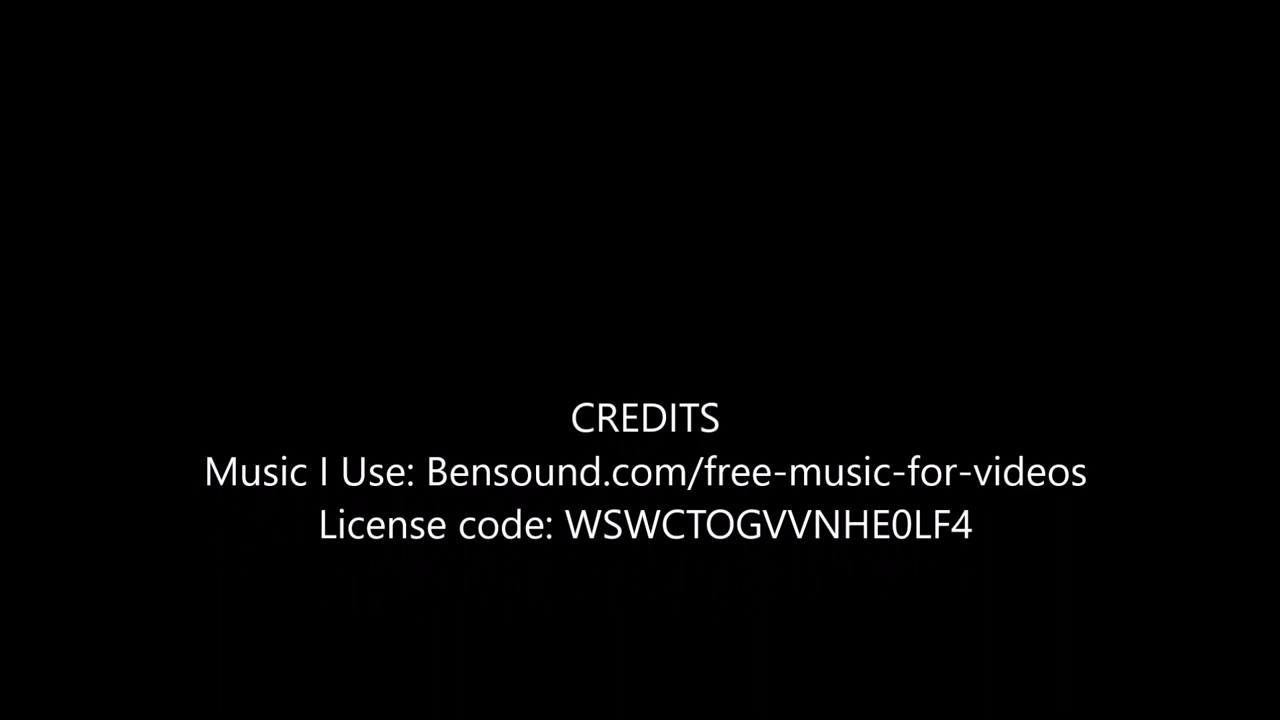 CREDITS
Music I Use: Bensound.com/free-music-for-videos
License code: WSWCTOGVVNHE0LF4